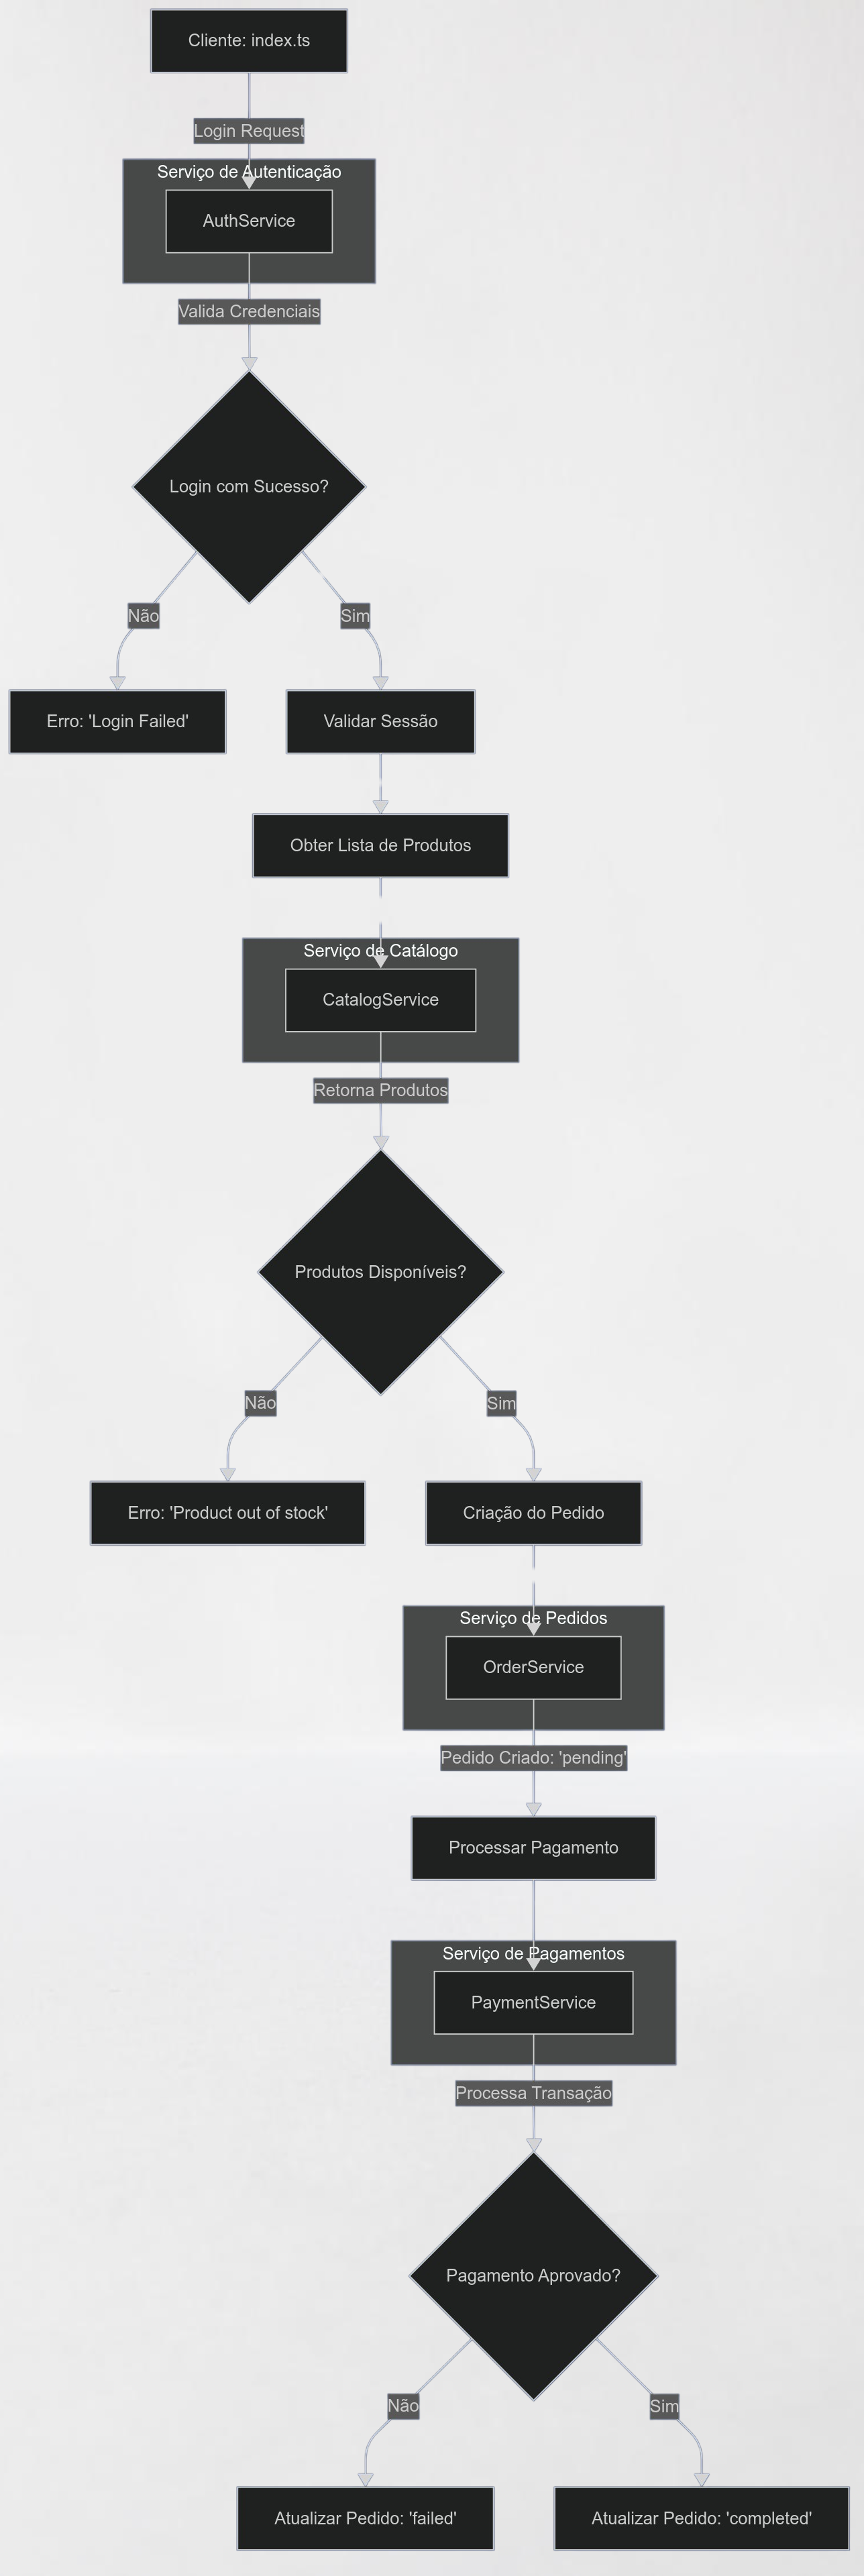 Cliente: index.ts
Login Request
Serviço de Autenticação
AuthService
Valida Credenciais
Login com Sucesso?
Não
Sim
Erro: 'Login Failed'
Validar Sessão
Obter Lista de Produtos
Serviço de Catálogo
CatalogService
Retorna Produtos
Produtos Disponíveis?
Não
Sim
Erro: 'Product out of stock'
Criação do Pedido
Serviço de Pedidos
OrderService
Pedido Criado: 'pending'
Processar Pagamento
Serviço de Pagamentos
PaymentService
Processa Transação
Pagamento Aprovado?
Não
Sim
Atualizar Pedido: 'failed'
Atualizar Pedido: 'completed'